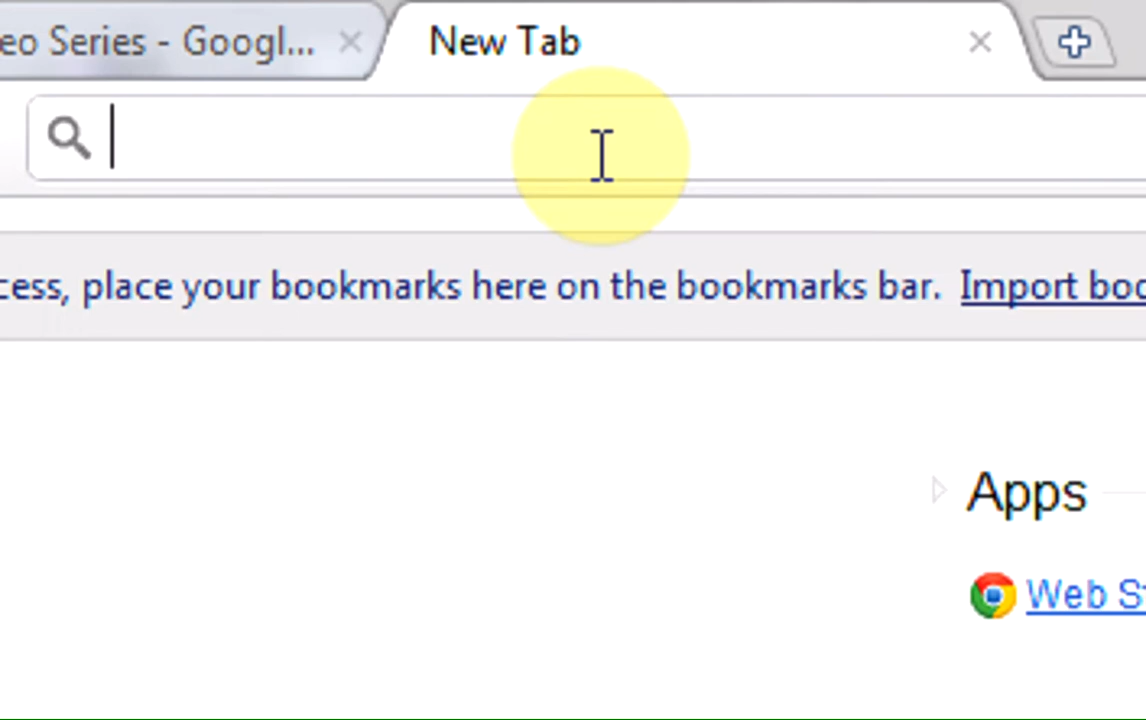 eo Series - Googl... New Tab
cess, place your bookmarks here on the bookmarks bar. Import boo
Apps
Web St